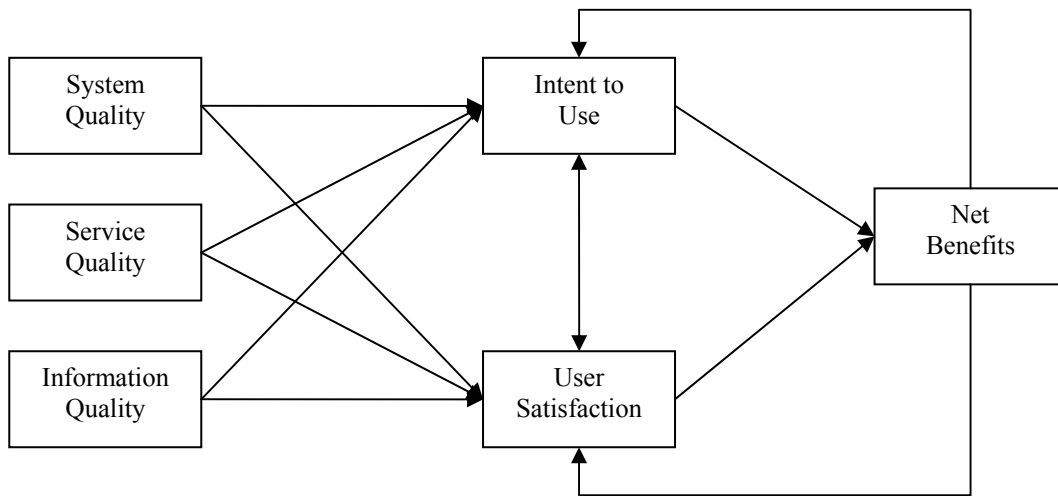 System
Quality
Intent to
Use
Service
Quality
Net
Benefits
Information
Quality
User
Satisfaction